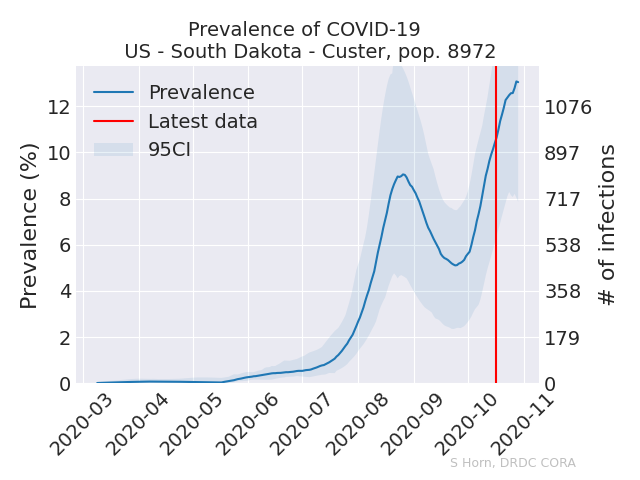 Prevalence of COVID-19
US - South Dakota - Custer, pop. 8972
Prevalence
Latest data
95CI
Prevalence (%)
12
10
8
6
4
2
0
1076
897
717
538
358
179
0
# of infections
2020-03
2020-04
2020-05
2020-06
2020-07
2020-08
2020-09
2020-10
2020-11
S Horn, DRDC CORA